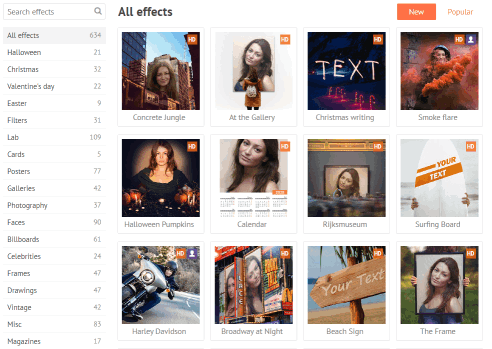 Search effects
All effects
New
Popular
All effects 634
Halloween 21
Christmas 32
Valentine's day 22
Easter 9
Filters 31
Lab 109
Cards 5
Posters 77
Galleries 42
Photography 37
Faces 90
Billboards 61
Celebrities 24
Frames 47
Drawings 47
Vintage 42
Misc 83
Magazines 17
HD
HD
TEXT
HD
HD
Concrete Jungle
At the Gallery
Christmas writing
Smoke flare
HD
HD
HD
YOUR
TEXT
HD
Halloween Pumpkins
Calendar
Rijksmuseum
Surfing Board
HD
HD
Your Text
HD
HD
Harley Davidson
Broadway at Night
Beach Sign
The Frame